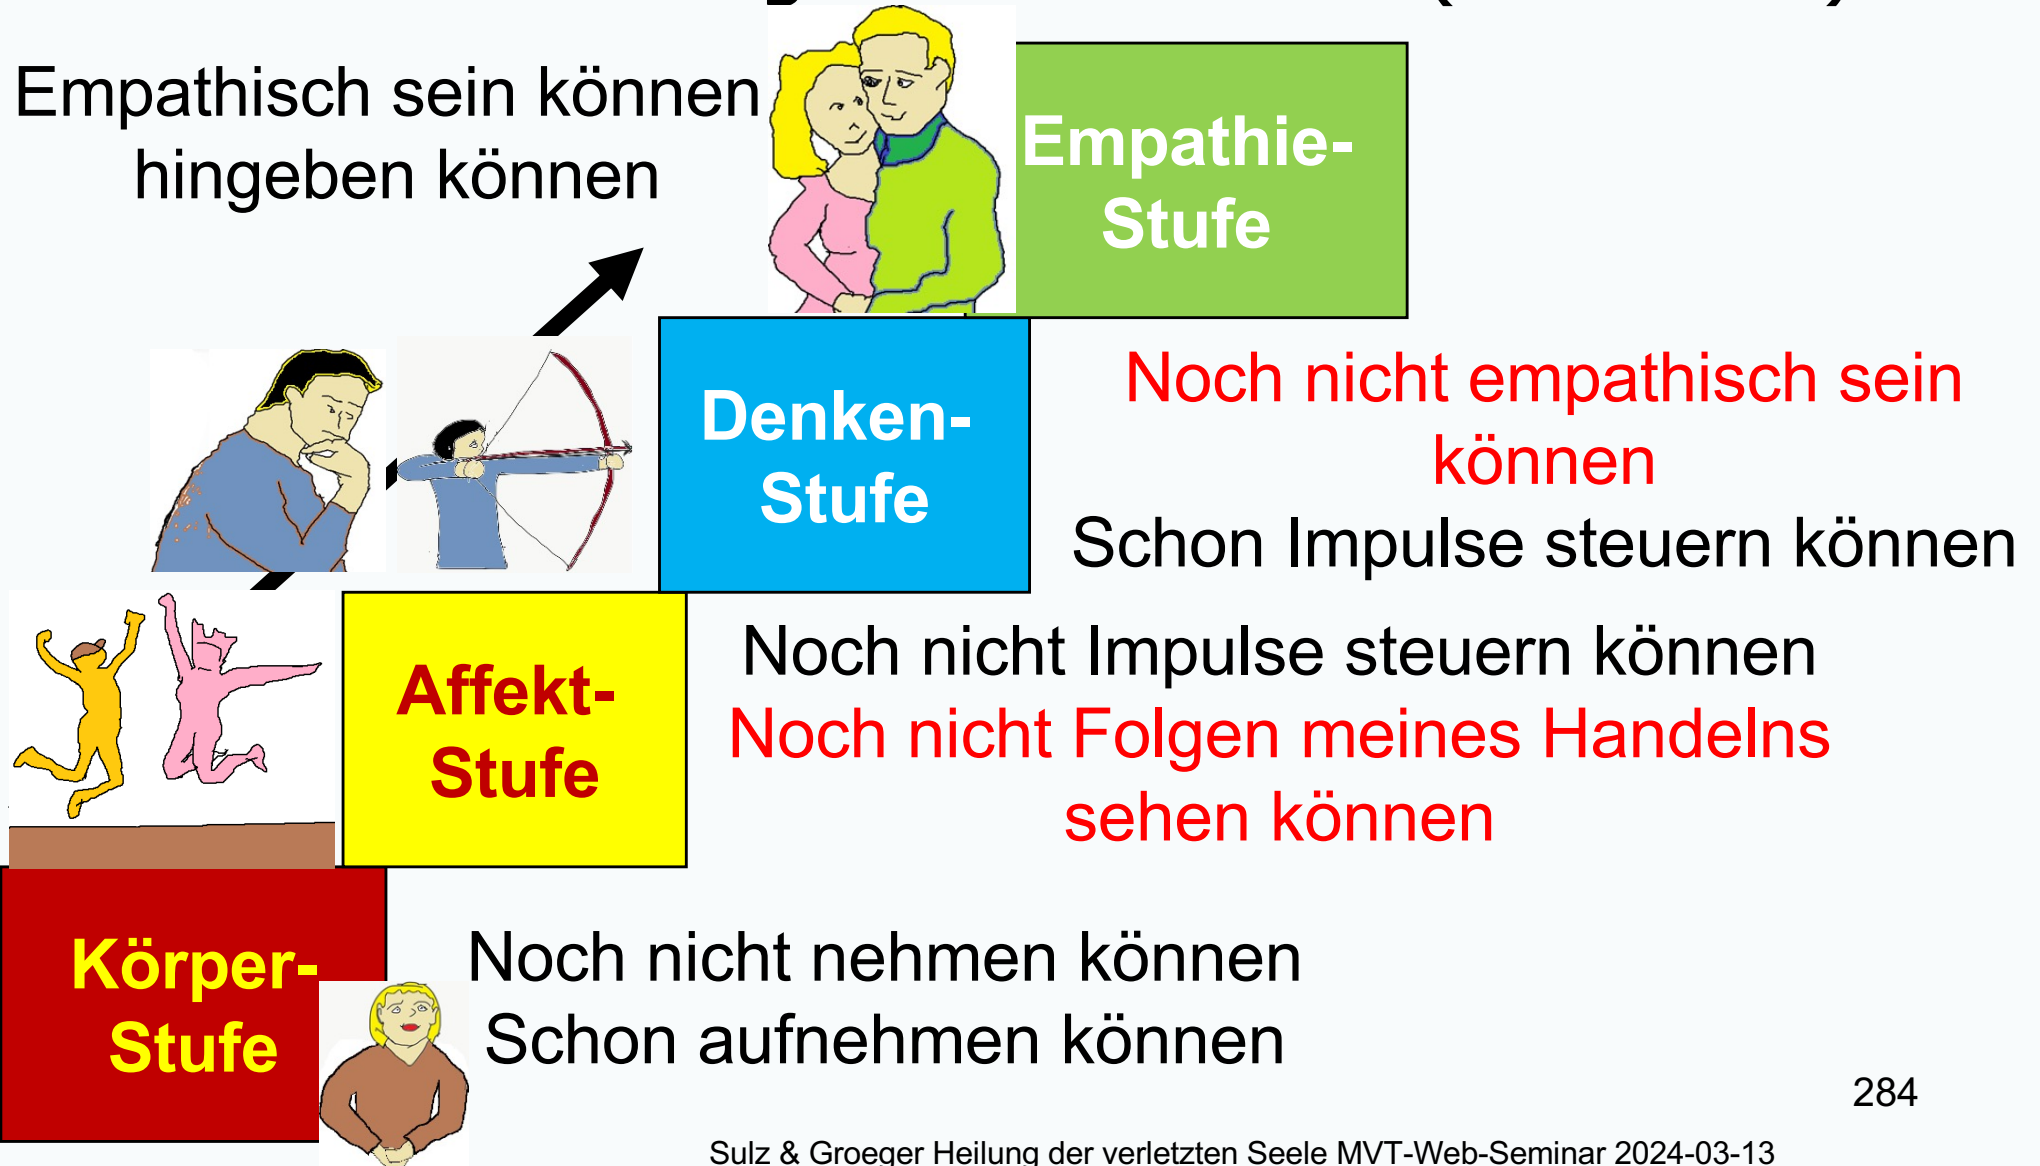 Empathisch sein können
hingeben können
Empathie-
Stufe
Denken-
Stufe
Noch nicht empathisch sein
können
Schon Impulse steuern können
Affekt-
Stufe
Noch nicht Impulse steuern können
Noch nicht Folgen meines Handelns
sehen können
Körper-
Stufe
Noch nicht nehmen können
Schon aufnehmen können
284
Sulz & Groeger Heilung der verletzten Seele MVT-Web-Seminar 2024-03-13